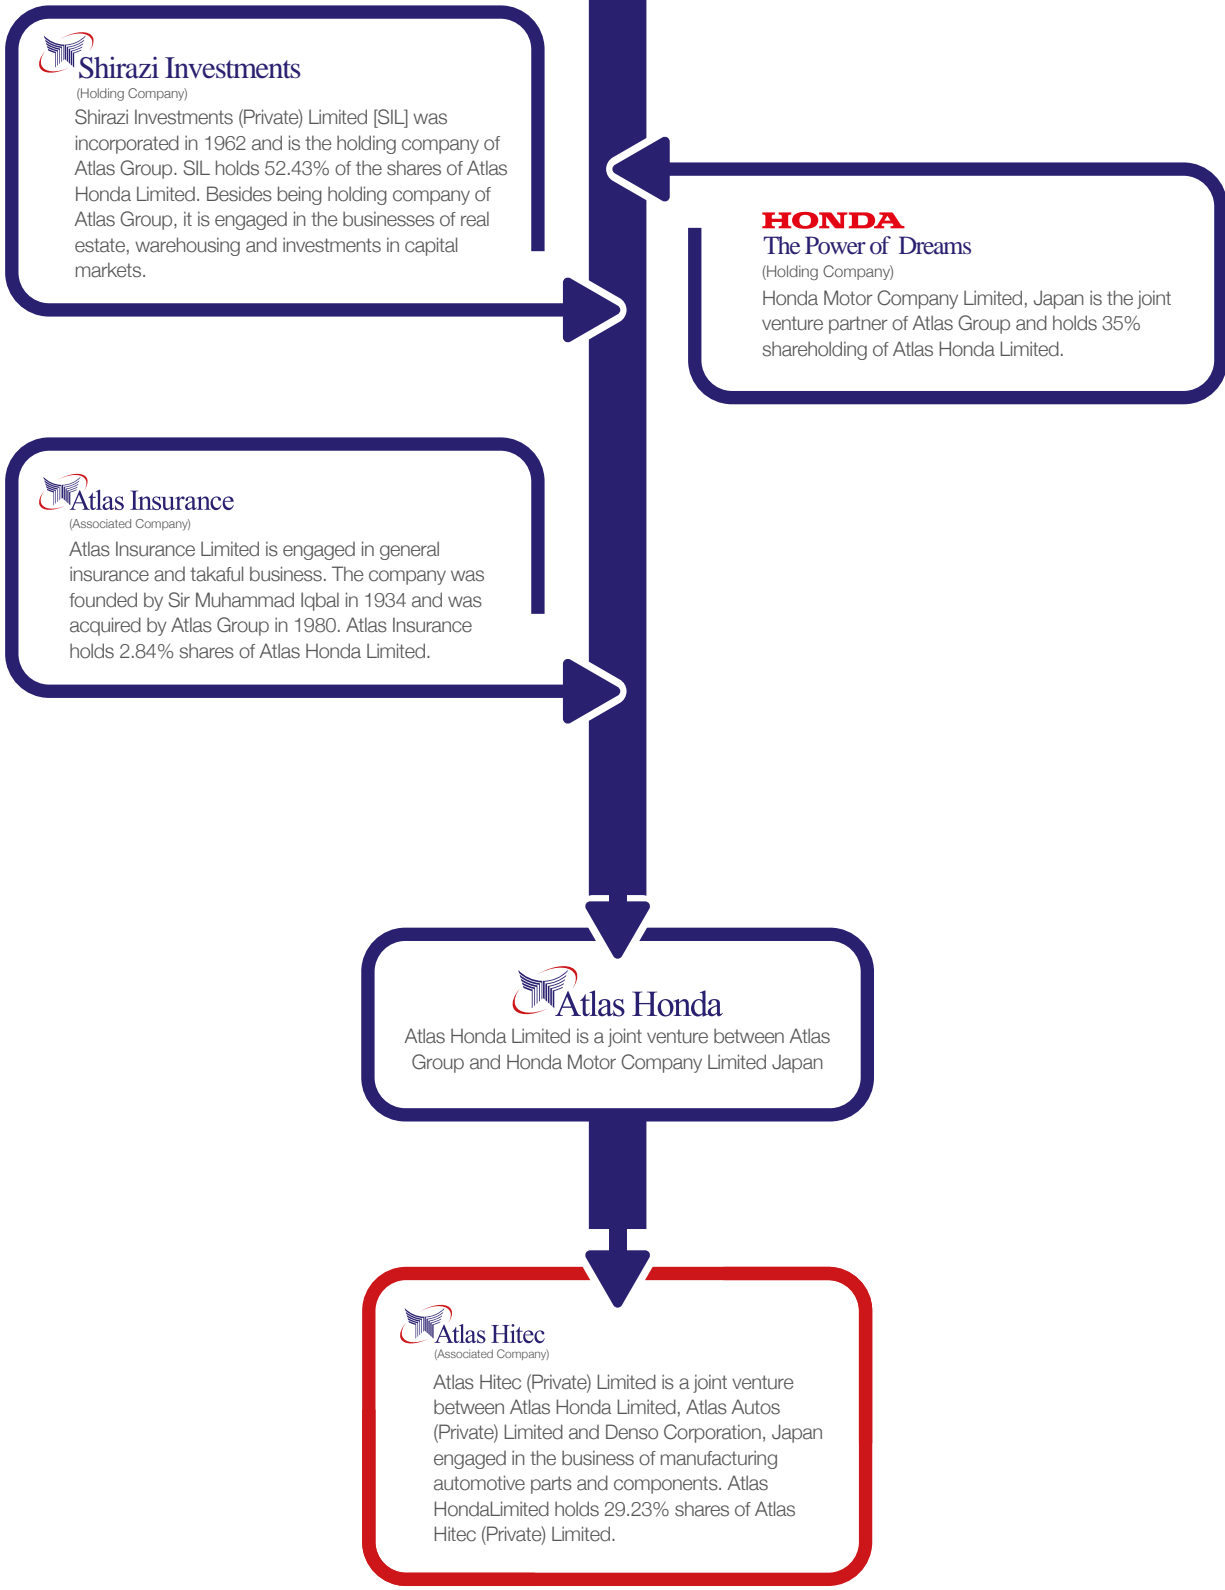 Shirazi Investments
(Holding Company)
Shirazi Investments (Private) Limited [SIL] was
incorporated in 1962 and is the holding company of
Atlas Group. SIL holds 52.43% of the shares of Atlas
Honda Limited. Besides being holding company of
Atlas Group, it is engaged in the businesses of real
estate, warehousing and investments in capital
markets.
HONDA
The Power of Dreams
(Holding Company)
Honda Motor Company Limited, Japan is the joint
venture partner of Atlas Group and holds 35%
shareholding of Atlas Honda Limited.
Atlas Insurance
(Associated Company)
Atlas Insurance Limited is engaged in general
insurance and takaful business. The company was
founded by Sir Muhammad Iqbal in 1934 and was
acquired by Atlas Group in 1980. Atlas Insurance
holds 2.84% shares of Atlas Honda Limited.
Atlas Honda
Atlas Honda Limited is a joint venture between Atlas
Group and Honda Motor Company Limited Japan
Atlas Hitec
(Associated Company)
Atlas Hitec (Private) Limited is a joint venture
between Atlas Honda Limited, Atlas Autos
(Private) Limited and Denso Corporation, Japan
engaged in the business of manufacturing
automotive parts and components. Atlas
HondaLimited holds 29.23% shares of Atlas
Hitec (Private) Limited.